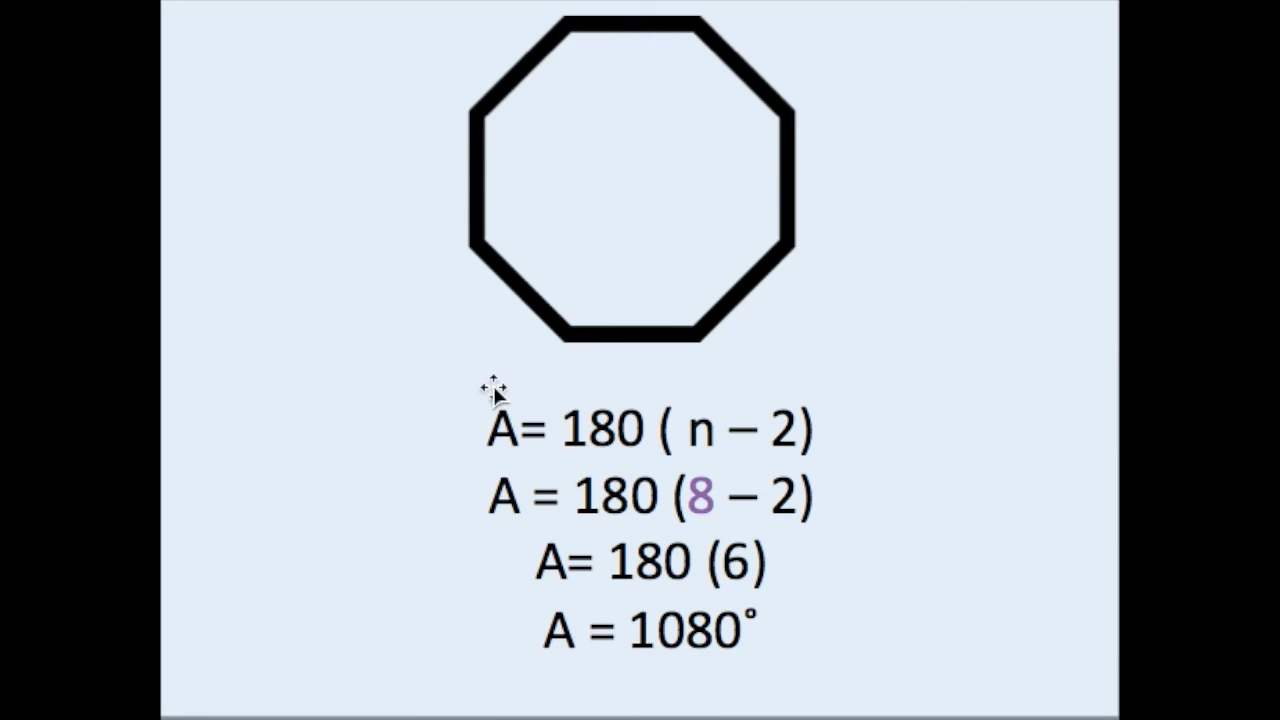 A= 180 ( n – 2)
A = 180 (8 – 2)
A= 180 (6)
A = 1080°